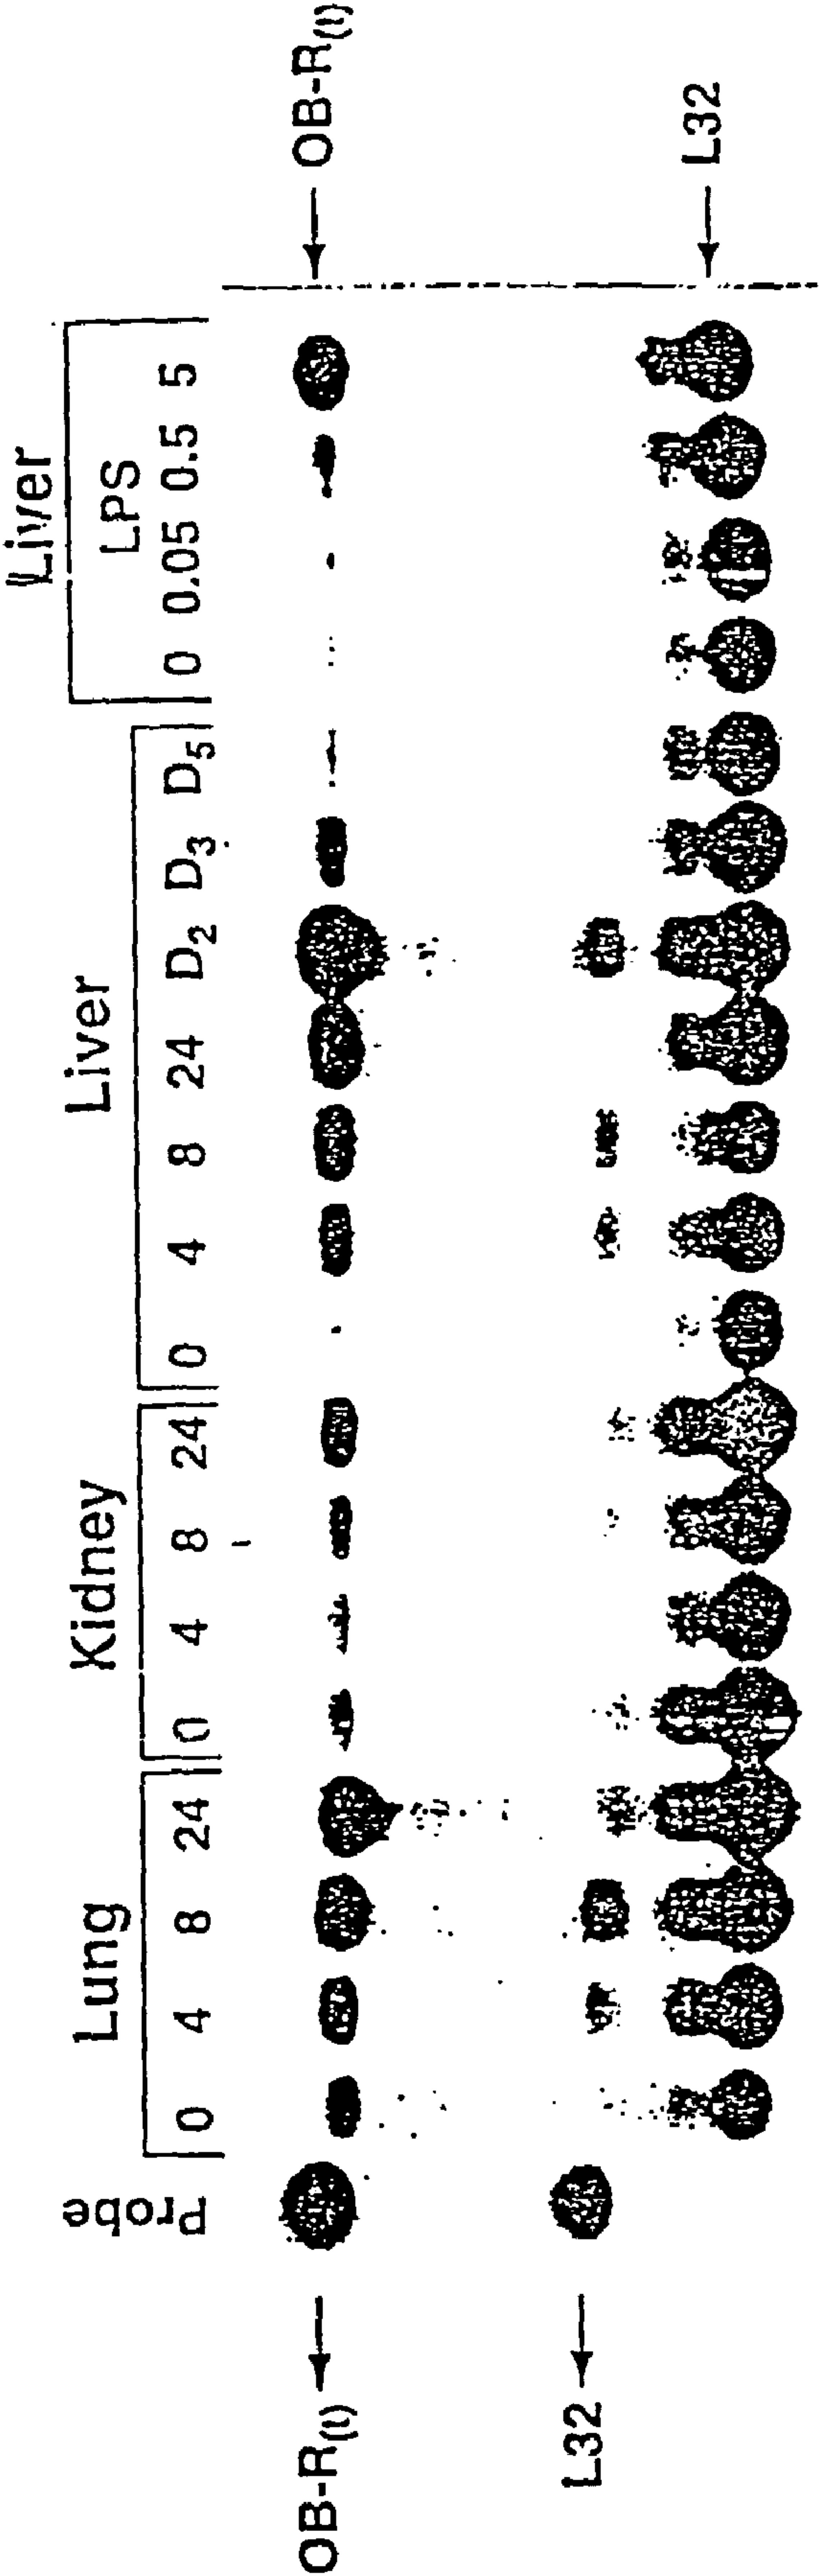 Lung Kidney Liver Liver
LPS
Probe 0 4 8 24 0 4 8 24 0 4 8 24 D2 D3 D5 0 0.05 0.5 5
OB-R(t) OB-R(t)
L32
L32